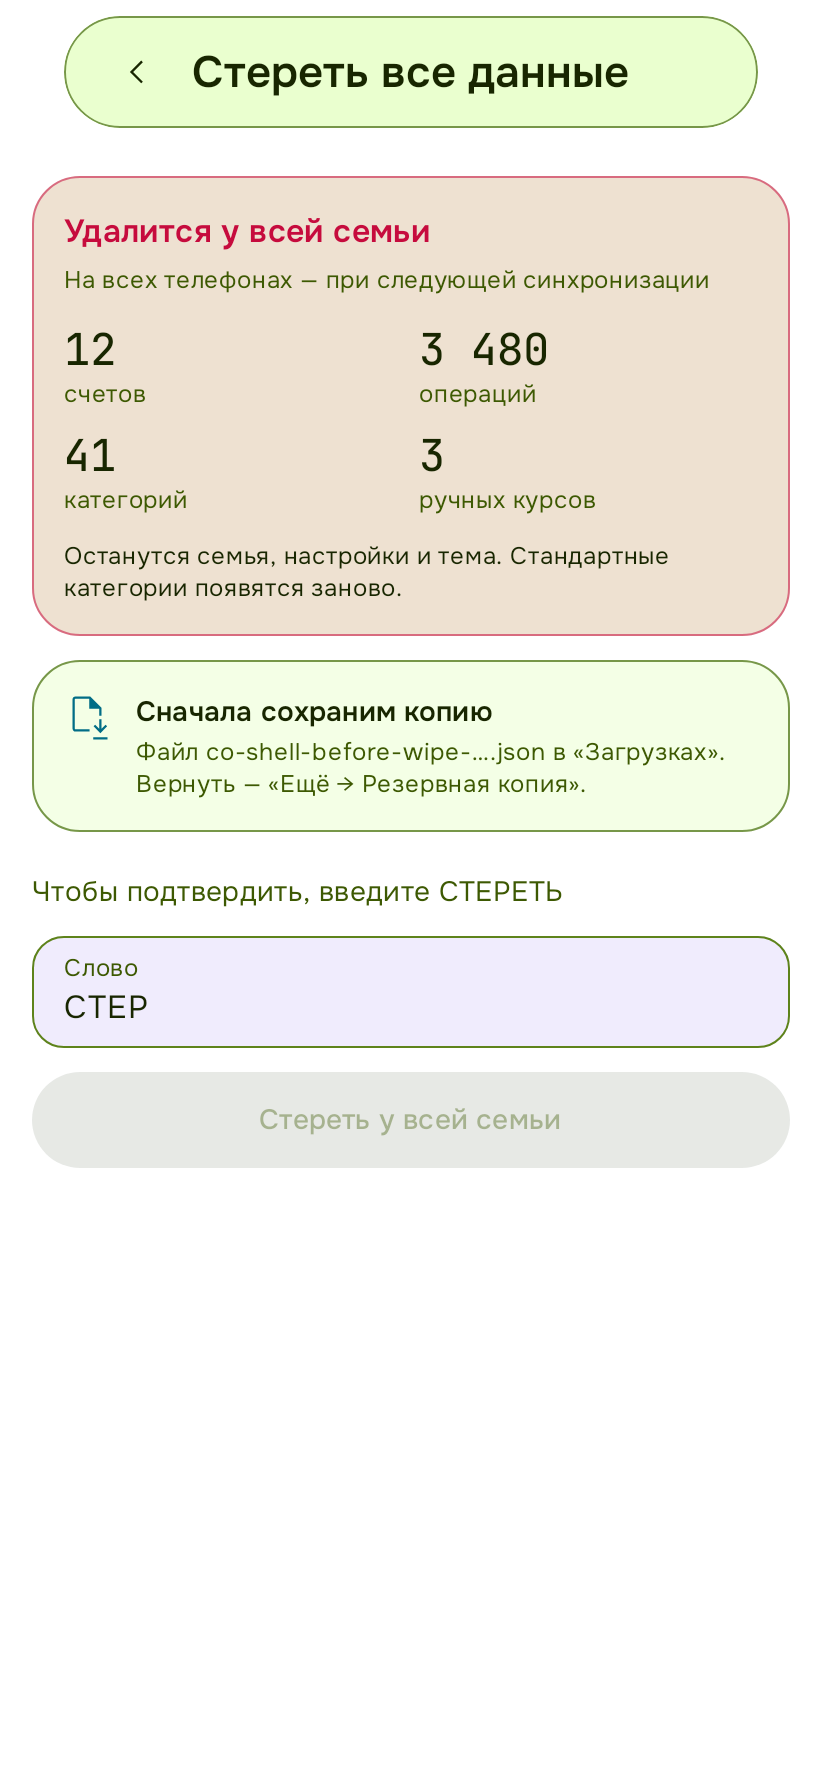 Стереть все данные
Удалится у всей семьи
На всех телефонах — при следующей синхронизации
12
счетов
3 480
операций
41
категорий
3
ручных курсов
Останутся семья, настройки и тема. Стандартные
категории появятся заново.
Сначала сохраним копию
Файл co-shell-before-wipe-….json в «Загрузках».
Вернуть — «Ещё → Резервная копия».
Чтобы подтвердить, введите СТЕРЕТЬ
Слово
СТЕР
Стереть у всей семьи